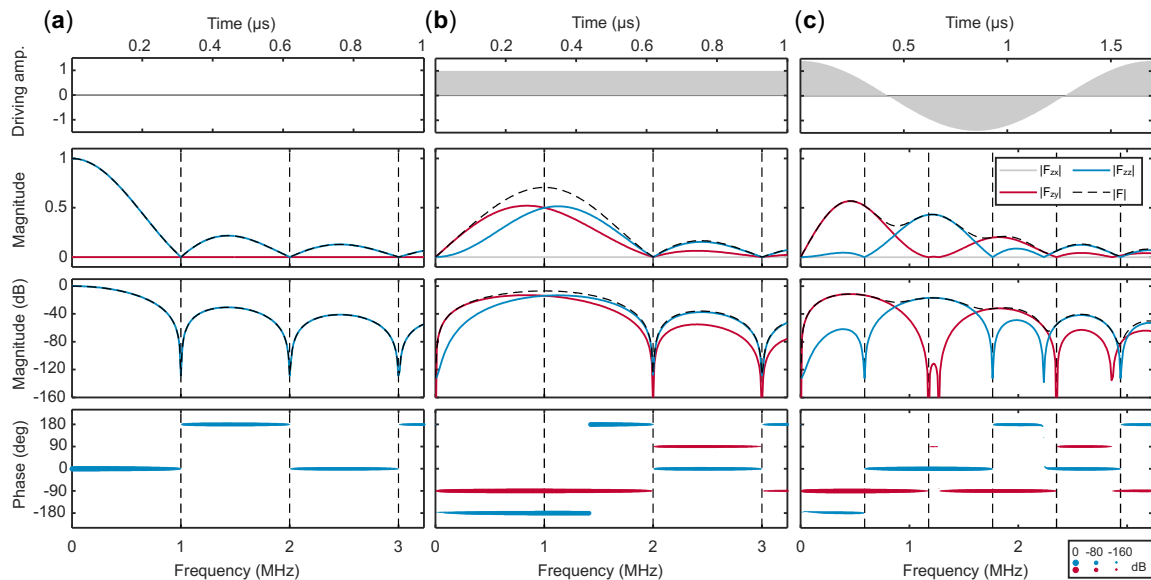 (a)
Time (μs)
0.2 0.4 0.6 0.8 1
Driving amp.
1
0
-1
Magnitude
1
0.5
0
Magnitude (dB)
0
-40
-80
-120
-160
Phase (deg)
180
90
0
-90
-180
0 1 2 3
Frequency (MHz)
(b)
Time (μs)
0.2 0.4 0.6 0.8 1
0 1 2 3
Frequency (MHz)
(c)
Time (μs)
0.5 1 1.5
|Fzx| |Fzz|
|Fzy| |F|
0 1 2
Frequency (MHz)
0 -80 -160
dB